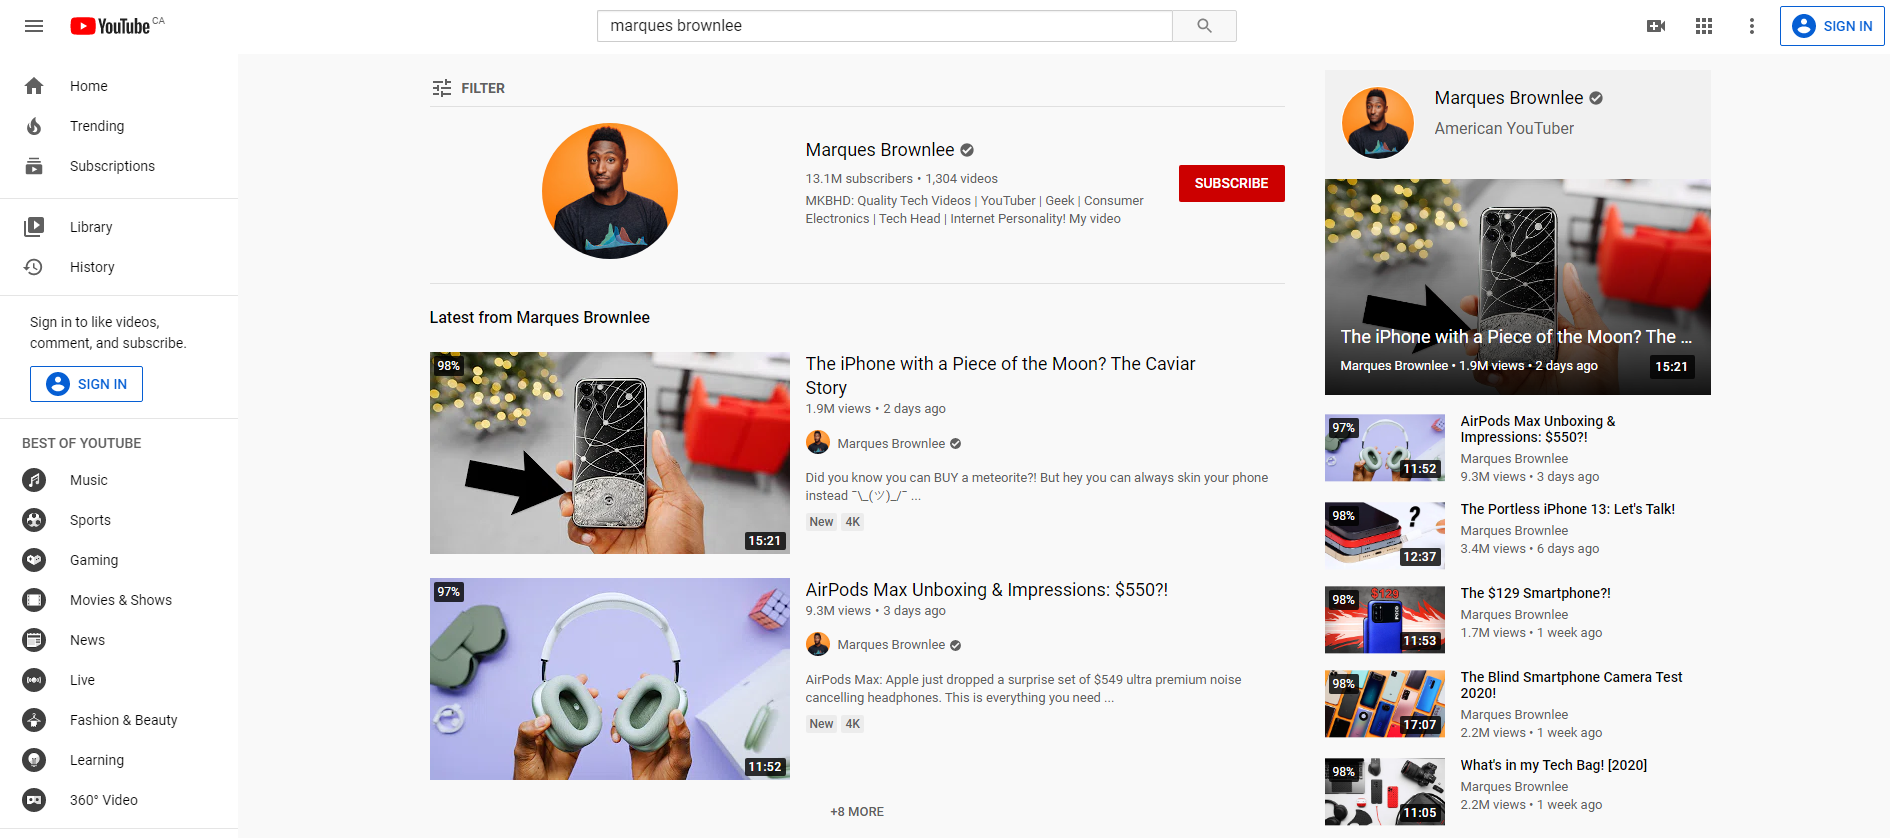 YouTube CA
marques brownlee
SIGN IN
Home
Trending
Subscriptions
Library
History
Sign in to like videos,
comment, and subscribe.
SIGN IN
BEST OF YOUTUBE
Music
Sports
Gaming
Movies & Shows
News
Live
Fashion & Beauty
Learning
360° Video
FILTER
Marques Brownlee
13.1M subscribers • 1,304 videos
MKBHD: Quality Tech Videos | YouTuber | Geek | Consumer
Electronics | Tech Head | Internet Personality! My video
SUBSCRIBE
Latest from Marques Brownlee
98%
15:21
The iPhone with a Piece of the Moon? The Caviar
Story
1.9M views • 2 days ago
Marques Brownlee
Did you know you can BUY a meteorite?! But hey you can always skin your phone
instead ¯\_(ツ)_/¯ ...
New 4K
97%
11:52
AirPods Max Unboxing & Impressions: $550?!
9.3M views • 3 days ago
Marques Brownlee
AirPods Max: Apple just dropped a surprise set of $549 ultra premium noise
cancelling headphones. This is everything you need ...
New 4K
+8 MORE
Marques Brownlee
American YouTuber
The iPhone with a Piece of the Moon? The ...
Marques Brownlee • 1.9M views • 2 days ago
15:21
97%
11:52
AirPods Max Unboxing &
Impressions: $550?!
Marques Brownlee
9.3M views • 3 days ago
98%
?
12:37
The Portless iPhone 13: Let's Talk!
Marques Brownlee
3.4M views • 6 days ago
98%
$129
POCO
11:53
The $129 Smartphone?!
Marques Brownlee
1.7M views • 1 week ago
98%
17:07
The Blind Smartphone Camera Test
2020!
Marques Brownlee
2.2M views • 1 week ago
98%
11:05
What's in my Tech Bag! [2020]
Marques Brownlee
2.2M views • 1 week ago